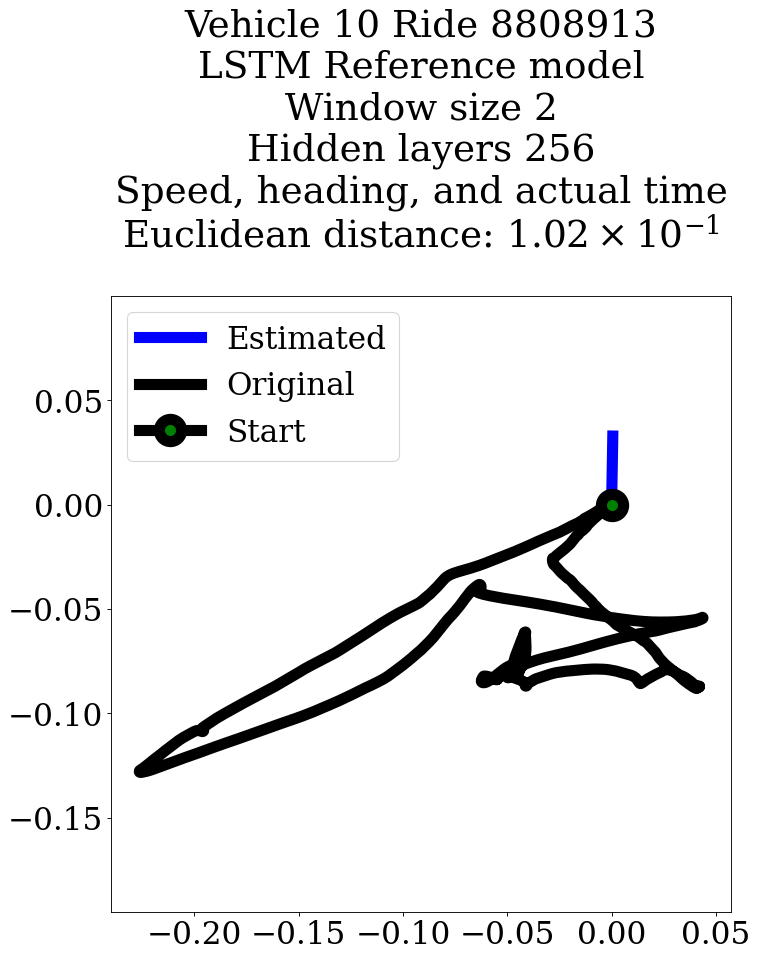 Vehicle 10 Ride 8808913
LSTM Reference model
Window size 2
Hidden layers 256
Speed, heading, and actual time
Euclidean distance: 1.02 × 10⁻¹
Estimated
Original
Start
0.05
0.00
−0.05
−0.10
−0.15
−0.20 −0.15 −0.10 −0.05 0.00 0.05